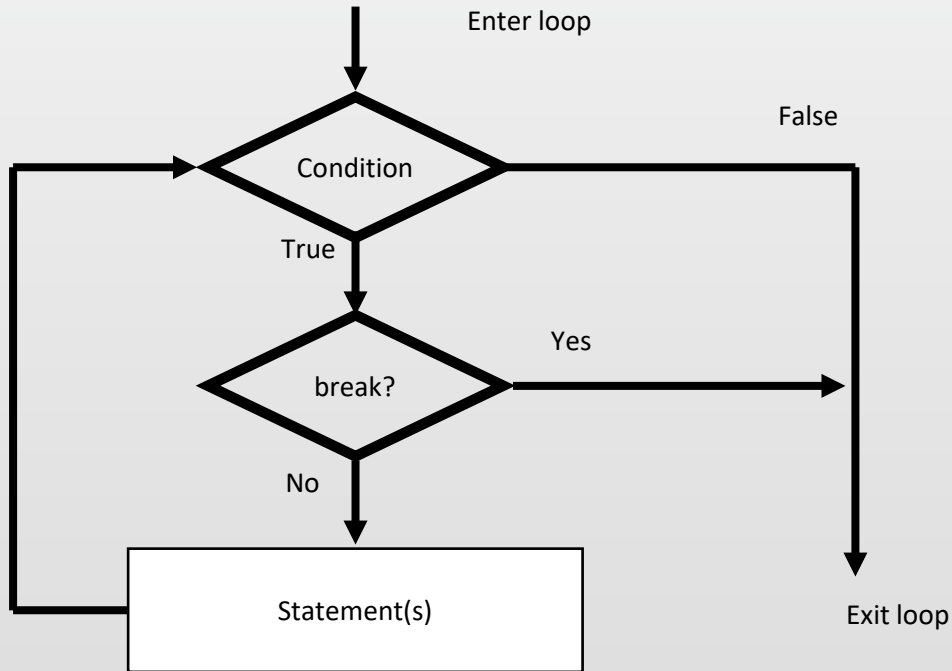 Enter loop
False
Condition
True
Yes
break?
No
Statement(s)
Exit loop